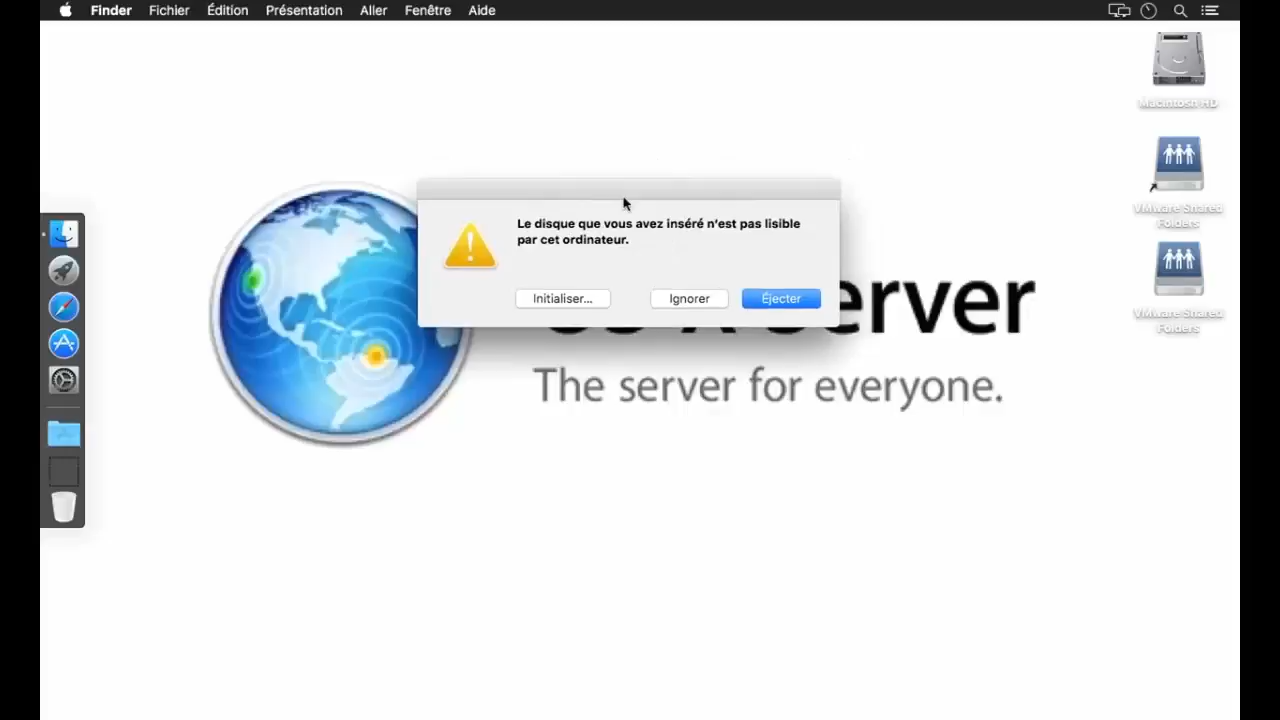 Finder Fichier Édition Présentation Aller Fenêtre Aide
Macintosh HD
VMware Shared
Folders
VMware Shared
Folders
Le disque que vous avez inséré n'est pas lisible
par cet ordinateur.
Initialiser... Ignorer Éjecter
Server
The server for everyone.